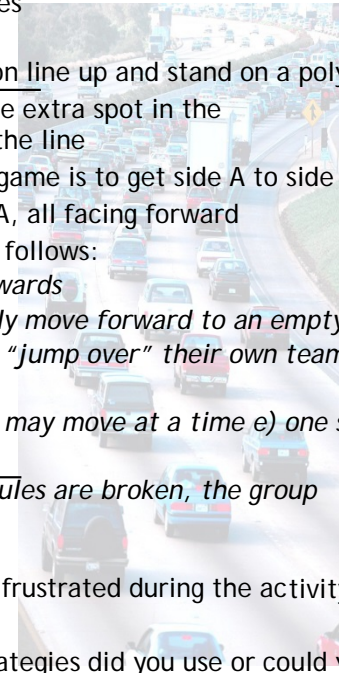 es
on line up and stand on a poly
e extra spot in the
the line
game is to get side A to side
A, all facing forward
follows:
wards
ly move forward to an empty
"jump over" their own team
may move at a time e) one s
ules are broken, the group
frustrated during the activity
ategies did you use or could y